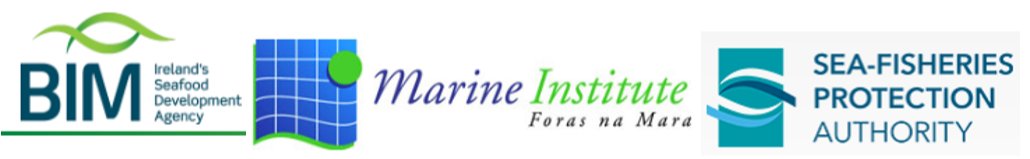 BIM
Ireland's
Seafood
Development
Agency
Marine Institute
Foras na Mara
SEA-FISHERIES
PROTECTION
AUTHORITY